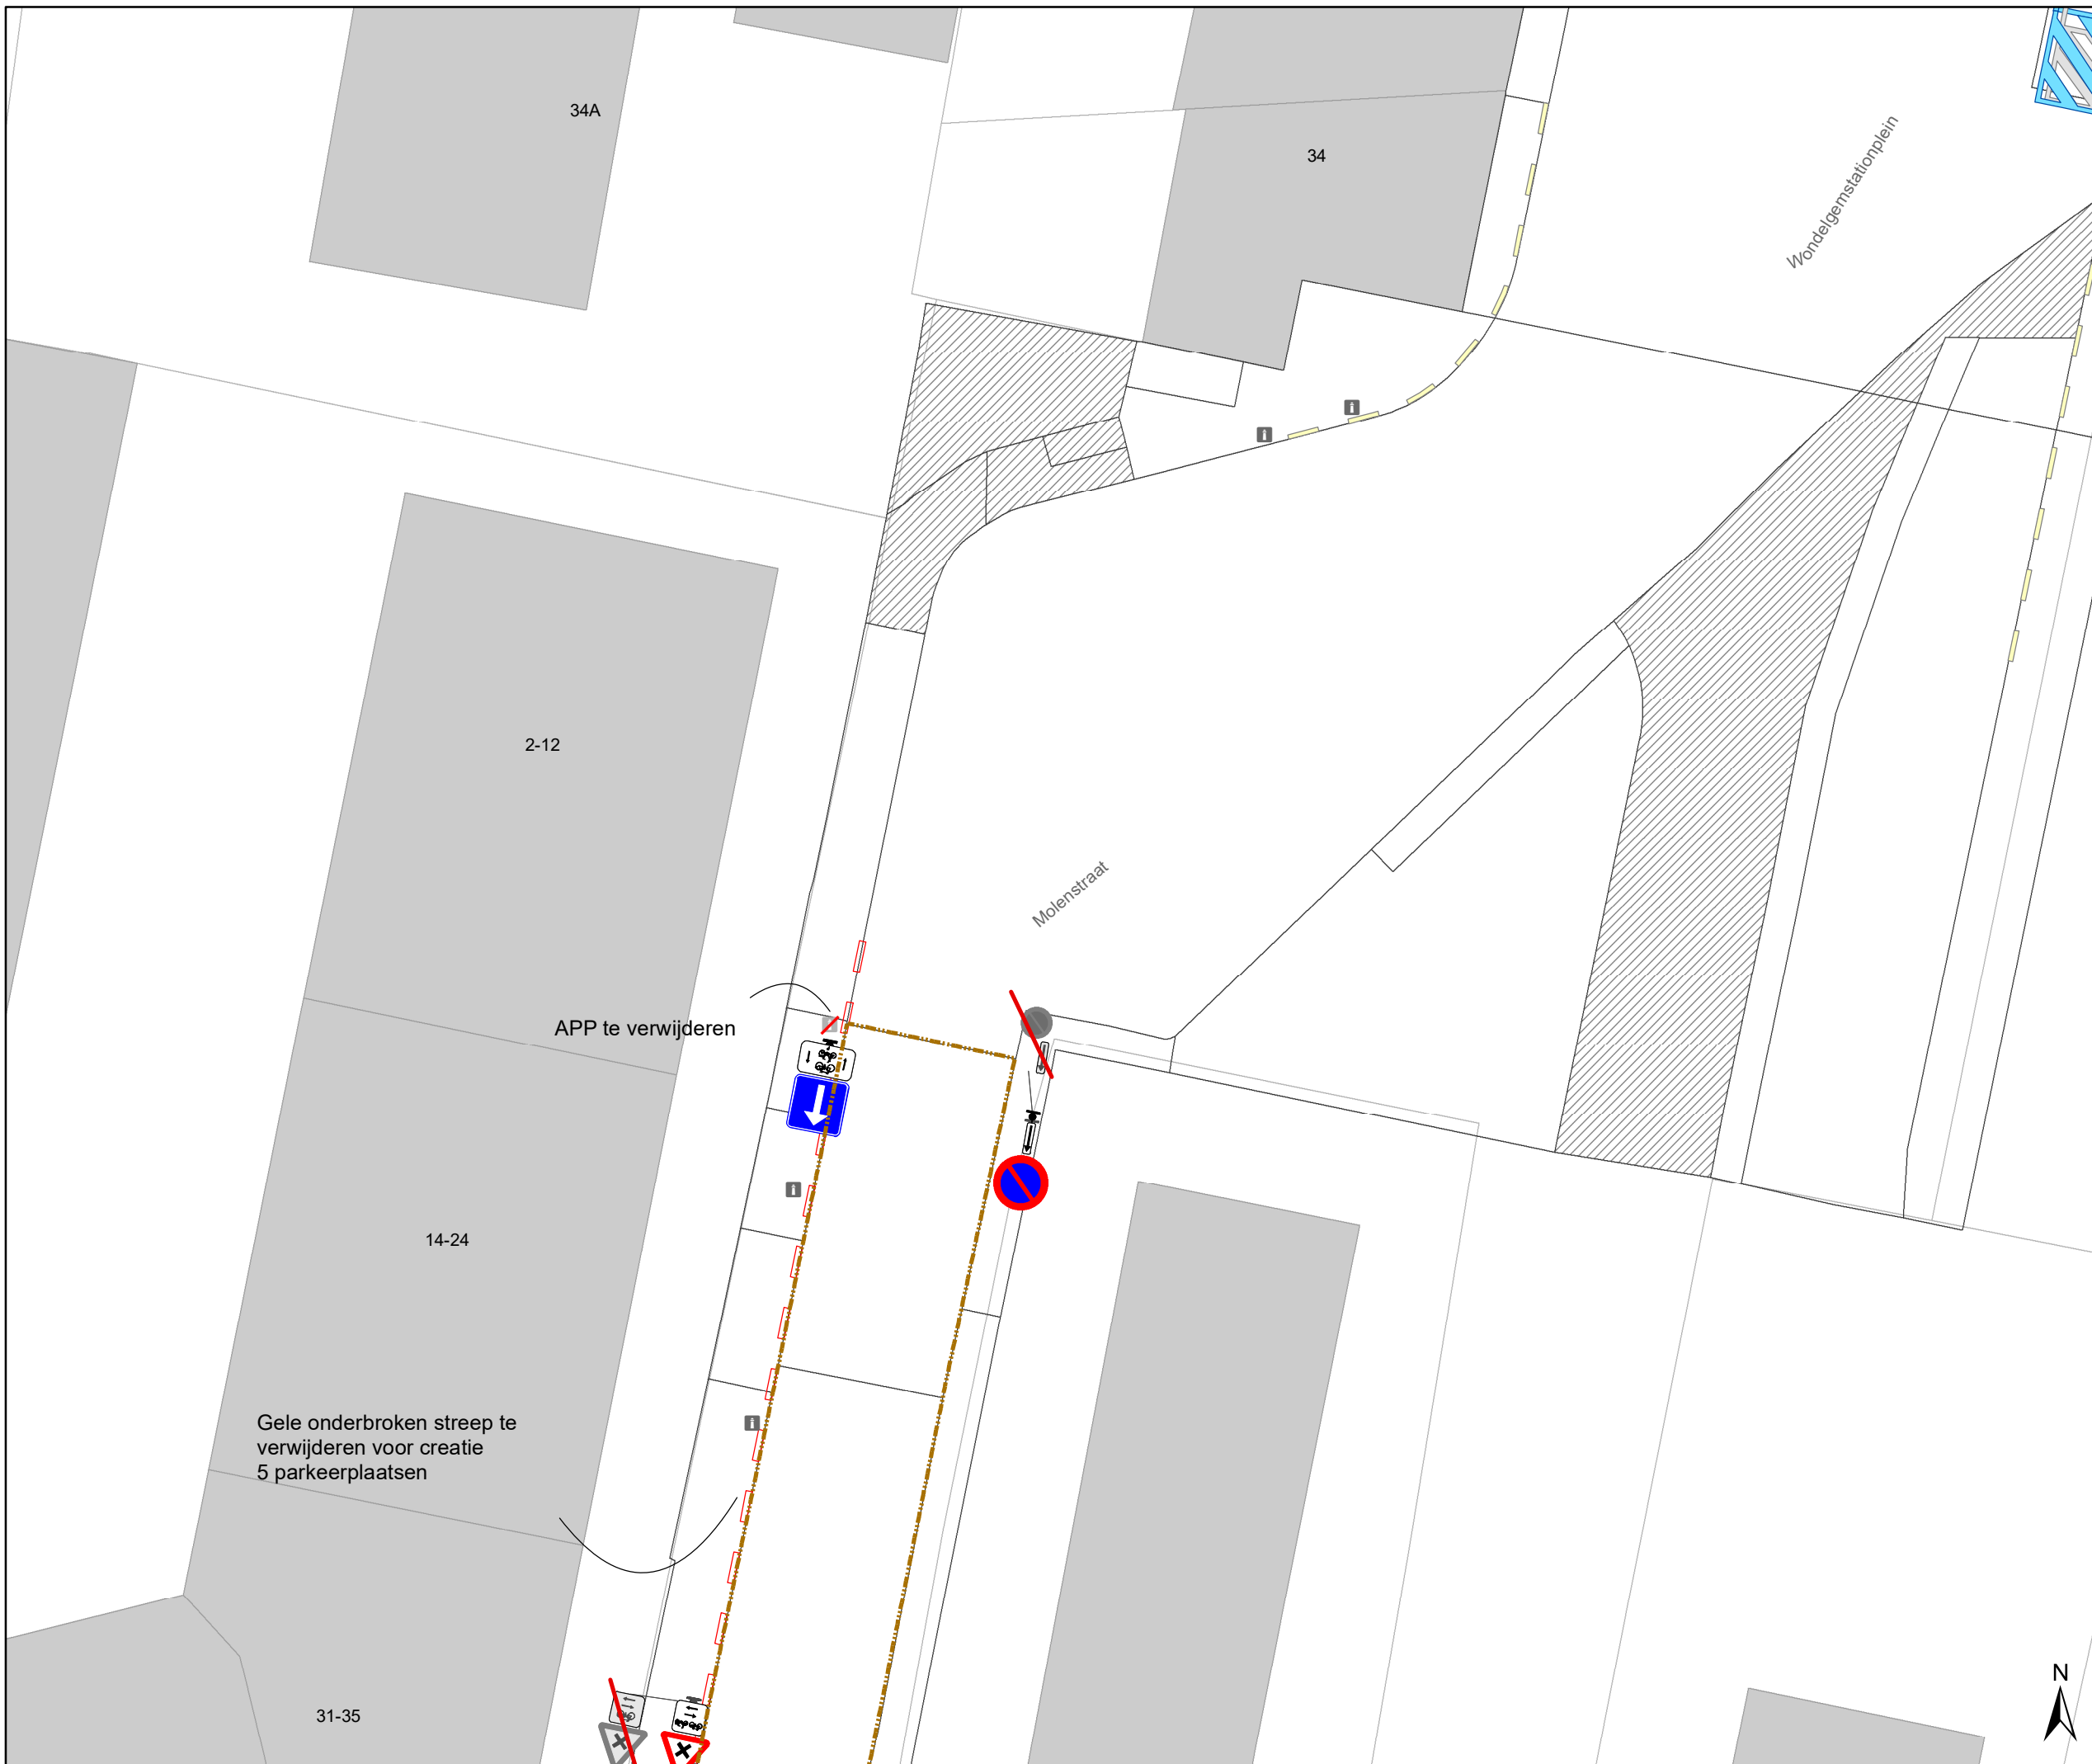 34A
34
Wondelgemstationplein
2-12
Molenstraat
APP te verwijderen
14-24
Gele onderbroken streep te
verwijderen voor creatie
5 parkeerplaatsen
31-35
N